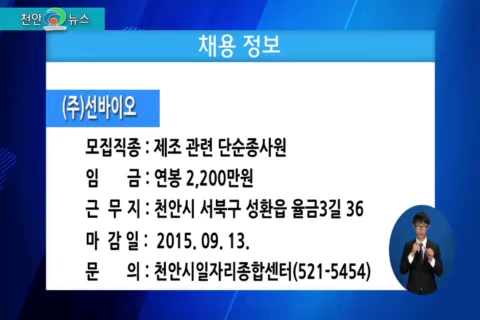 천안 뉴스
채용 정보
(주)선바이오
모집직종 : 제조 관련 단순종사원
임 금 : 연봉 2,200만원
근 무 지 : 천안시 서북구 성환읍 율금3길 36
마 감 일 : 2015. 09. 13.
문 의 : 천안시일자리종합센터(521-5454)